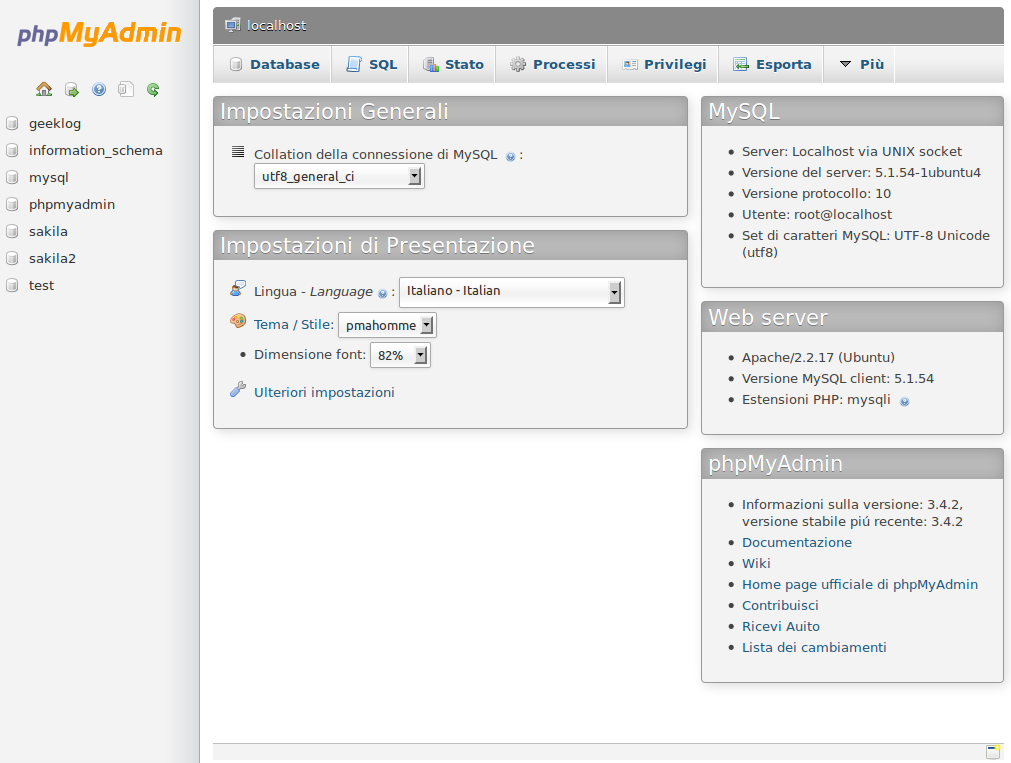 phpMyAdmin
geeklog
information_schema
mysql
phpmyadmin
sakila
sakila2
test
localhost
Database
SQL
Stato
Processi
Privilegi
Esporta
Più
Impostazioni Generali
Collation della connessione di MySQL :
utf8_general_ci
Impostazioni di Presentazione
Lingua - Language : Italiano - Italian
Tema / Stile: pmahomme
Dimensione font: 82%
Ulteriori impostazioni
MySQL
Server: Localhost via UNIX socket
Versione del server: 5.1.54-1ubuntu4
Versione protocollo: 10
Utente: root@localhost
Set di caratteri MySQL: UTF-8 Unicode
(utf8)
Web server
Apache/2.2.17 (Ubuntu)
Versione MySQL client: 5.1.54
Estensioni PHP: mysqli
phpMyAdmin
Informazioni sulla versione: 3.4.2,
versione stabile piú recente: 3.4.2
Documentazione
Wiki
Home page ufficiale di phpMyAdmin
Contribuisci
Ricevi Auito
Lista dei cambiamenti